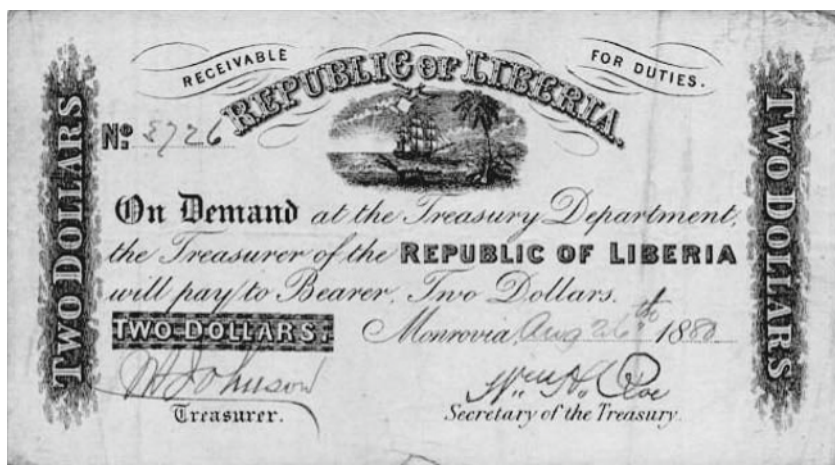 RECEIVABLE FOR DUTIES.
REPUBLIC OF LIBERIA.
No. 3726
TWO DOLLARS
TWO DOLLARS
On Demand at the Treasury Department,
the Treasurer of the REPUBLIC OF LIBERIA
will pay to Bearer, Two Dollars.
TWO DOLLARS. Monrovia, Aug 26th 1880
Johnson
Treasurer. Secretary of the Treasury.